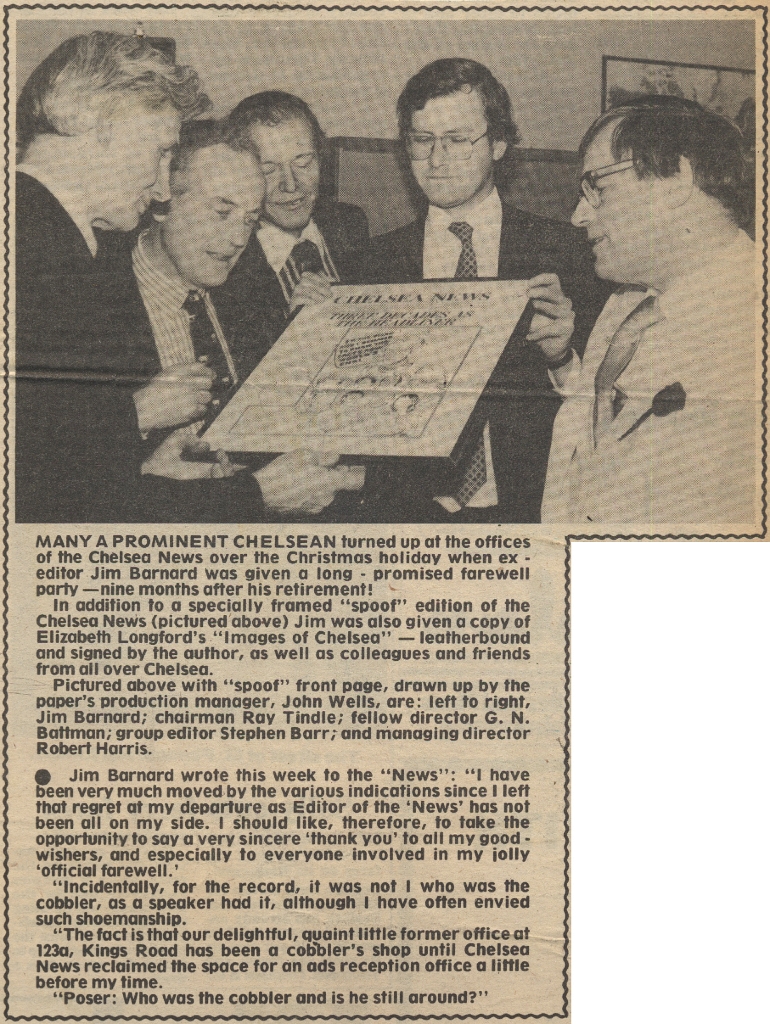 CHELSEA NEWS
THREE DECADES AS
THE HEADLINER
MANY A PROMINENT CHELSEAN turned up at the offices
of the Chelsea News over the Christmas holiday when ex -
editor Jim Barnard was given a long - promised farewell
party —nine months after his retirement!
In addition to a specially framed "spoof" edition of the
Chelsea News (pictured above) Jim was also given a copy of
Elizabeth Longford's "Images of Chelsea" — leatherbound
and signed by the author, as well as colleagues and friends
from all over Chelsea.
Pictured above with "spoof" front page, drawn up by the
paper's production manager, John Wells, are: left to right,
Jim Barnard; chairman Ray Tindle; fellow director G. N.
Battman; group editor Stephen Barr; and managing director
Robert Harris.
● Jim Barnard wrote this week to the "News": "I have
been very much moved by the various indications since I left
that regret at my departure as Editor of the 'News' has not
been all on my side. I should like, therefore, to take the
opportunity to say a very sincere 'thank you' to all my good -
wishers, and especially to everyone involved in my jolly
'official farewell.'
"Incidentally, for the record, it was not I who was the
cobbler, as a speaker had it, although I have often envied
such shoemanship.
"The fact is that our delightful, quaint little former office at
123a, Kings Road has been a cobbler's shop until Chelsea
News reclaimed the space for an ads reception office a little
before my time.
"Poser: Who was the cobbler and is he still around?"